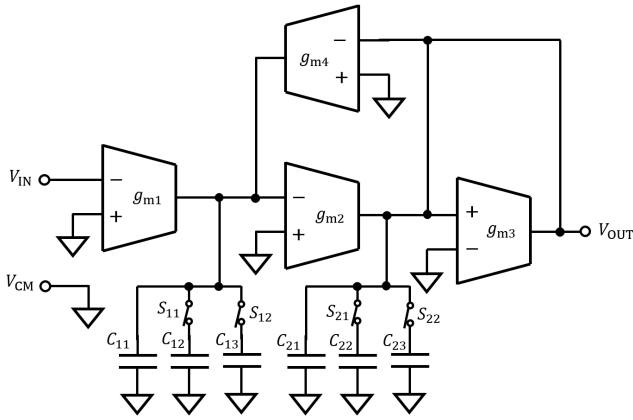 − g_m4 +
V_IN − g_m1 +
− g_m2 +
+ g_m3 − V_OUT
V_CM
S_11 S_12 S_21 S_22
C_11 C_12 C_13 C_21 C_22 C_23